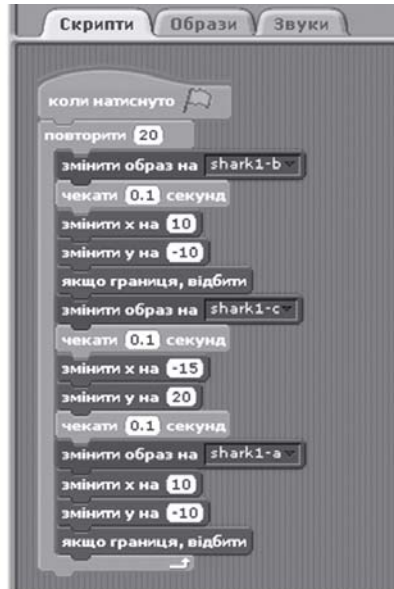 Скрипти Образи Звуки
коли натиснуто
повторити 20
змінити образ на shark1-b
чекати 0.1 секунд
змінити x на 10
змінити y на -10
якщо границя, відбити
змінити образ на shark1-c
чекати 0.1 секунд
змінити x на -15
змінити y на 20
чекати 0.1 секунд
змінити образ на shark1-a
змінити x на 10
змінити y на -10
якщо границя, відбити